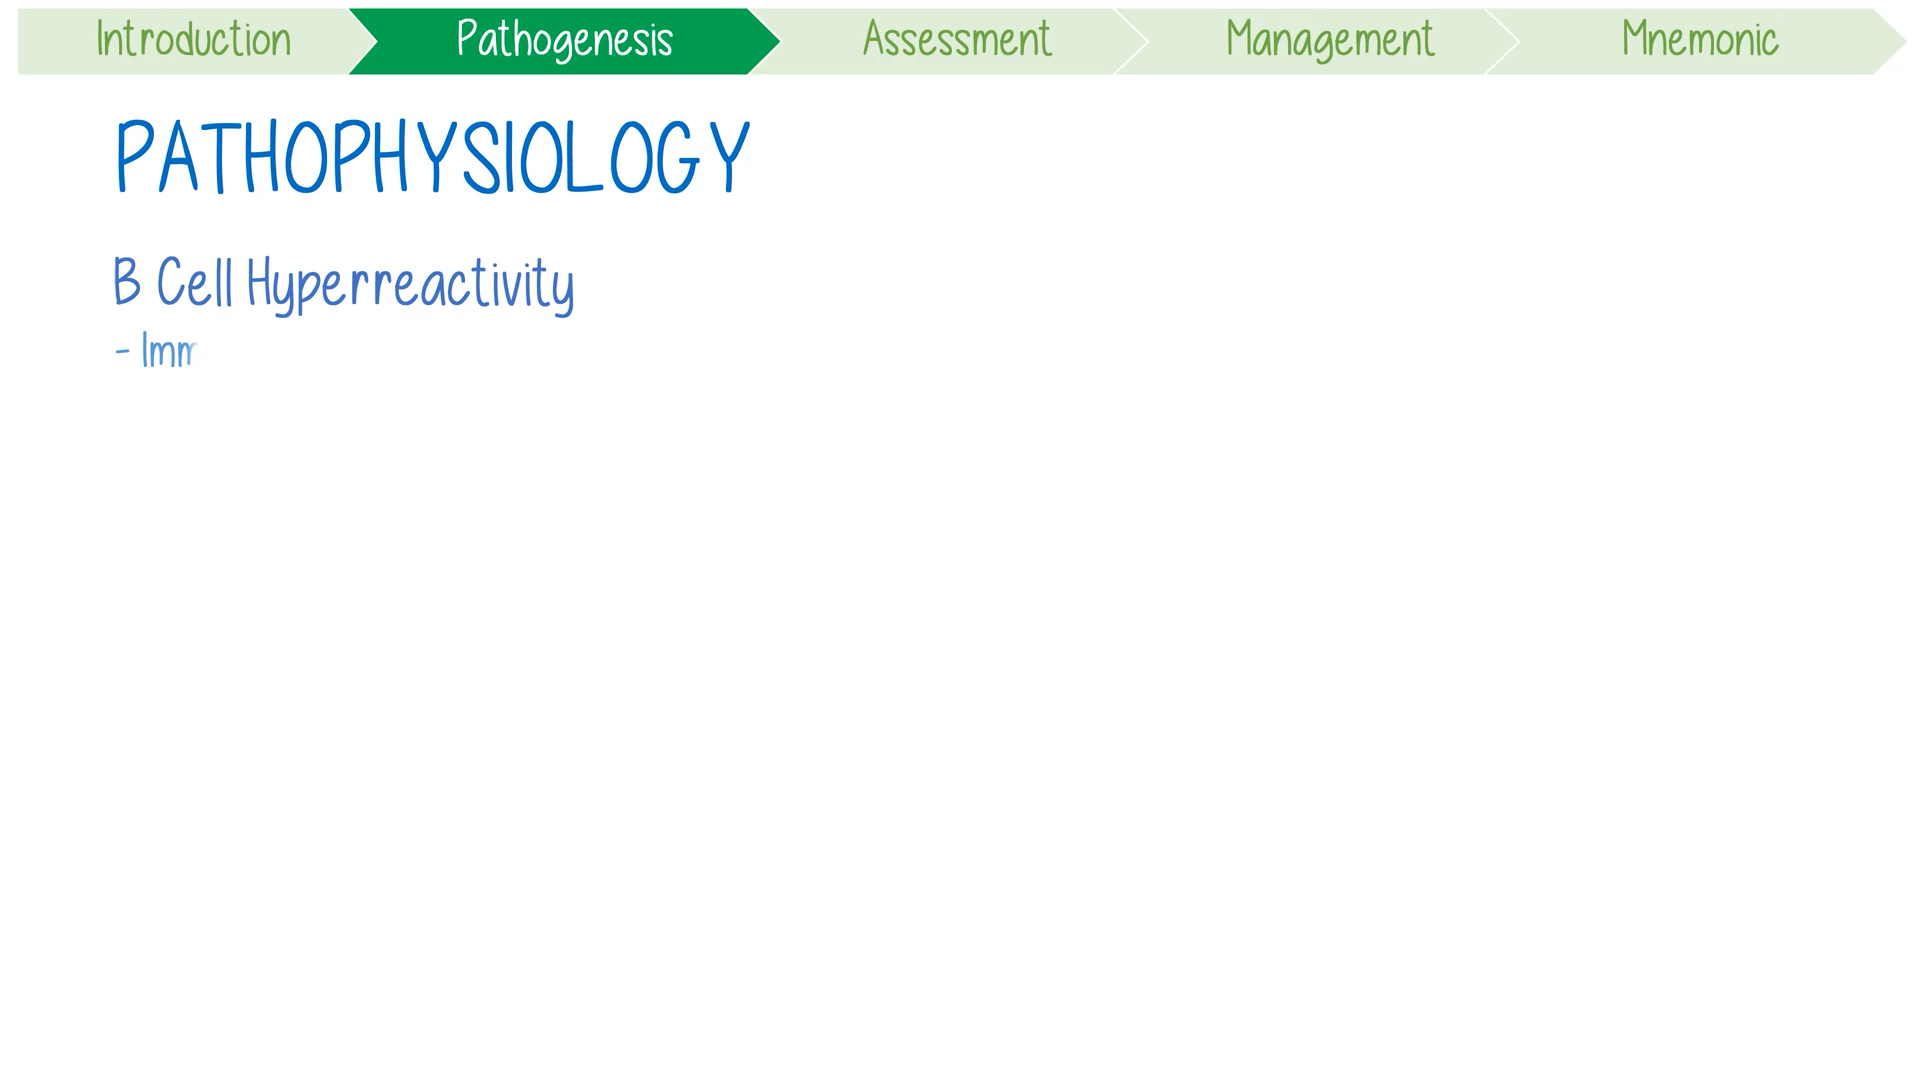 Introduction Pathogenesis Assessment Management Mnemonic
PATHOPHYSIOLOGY
B Cell Hyperreactivity
- Imm